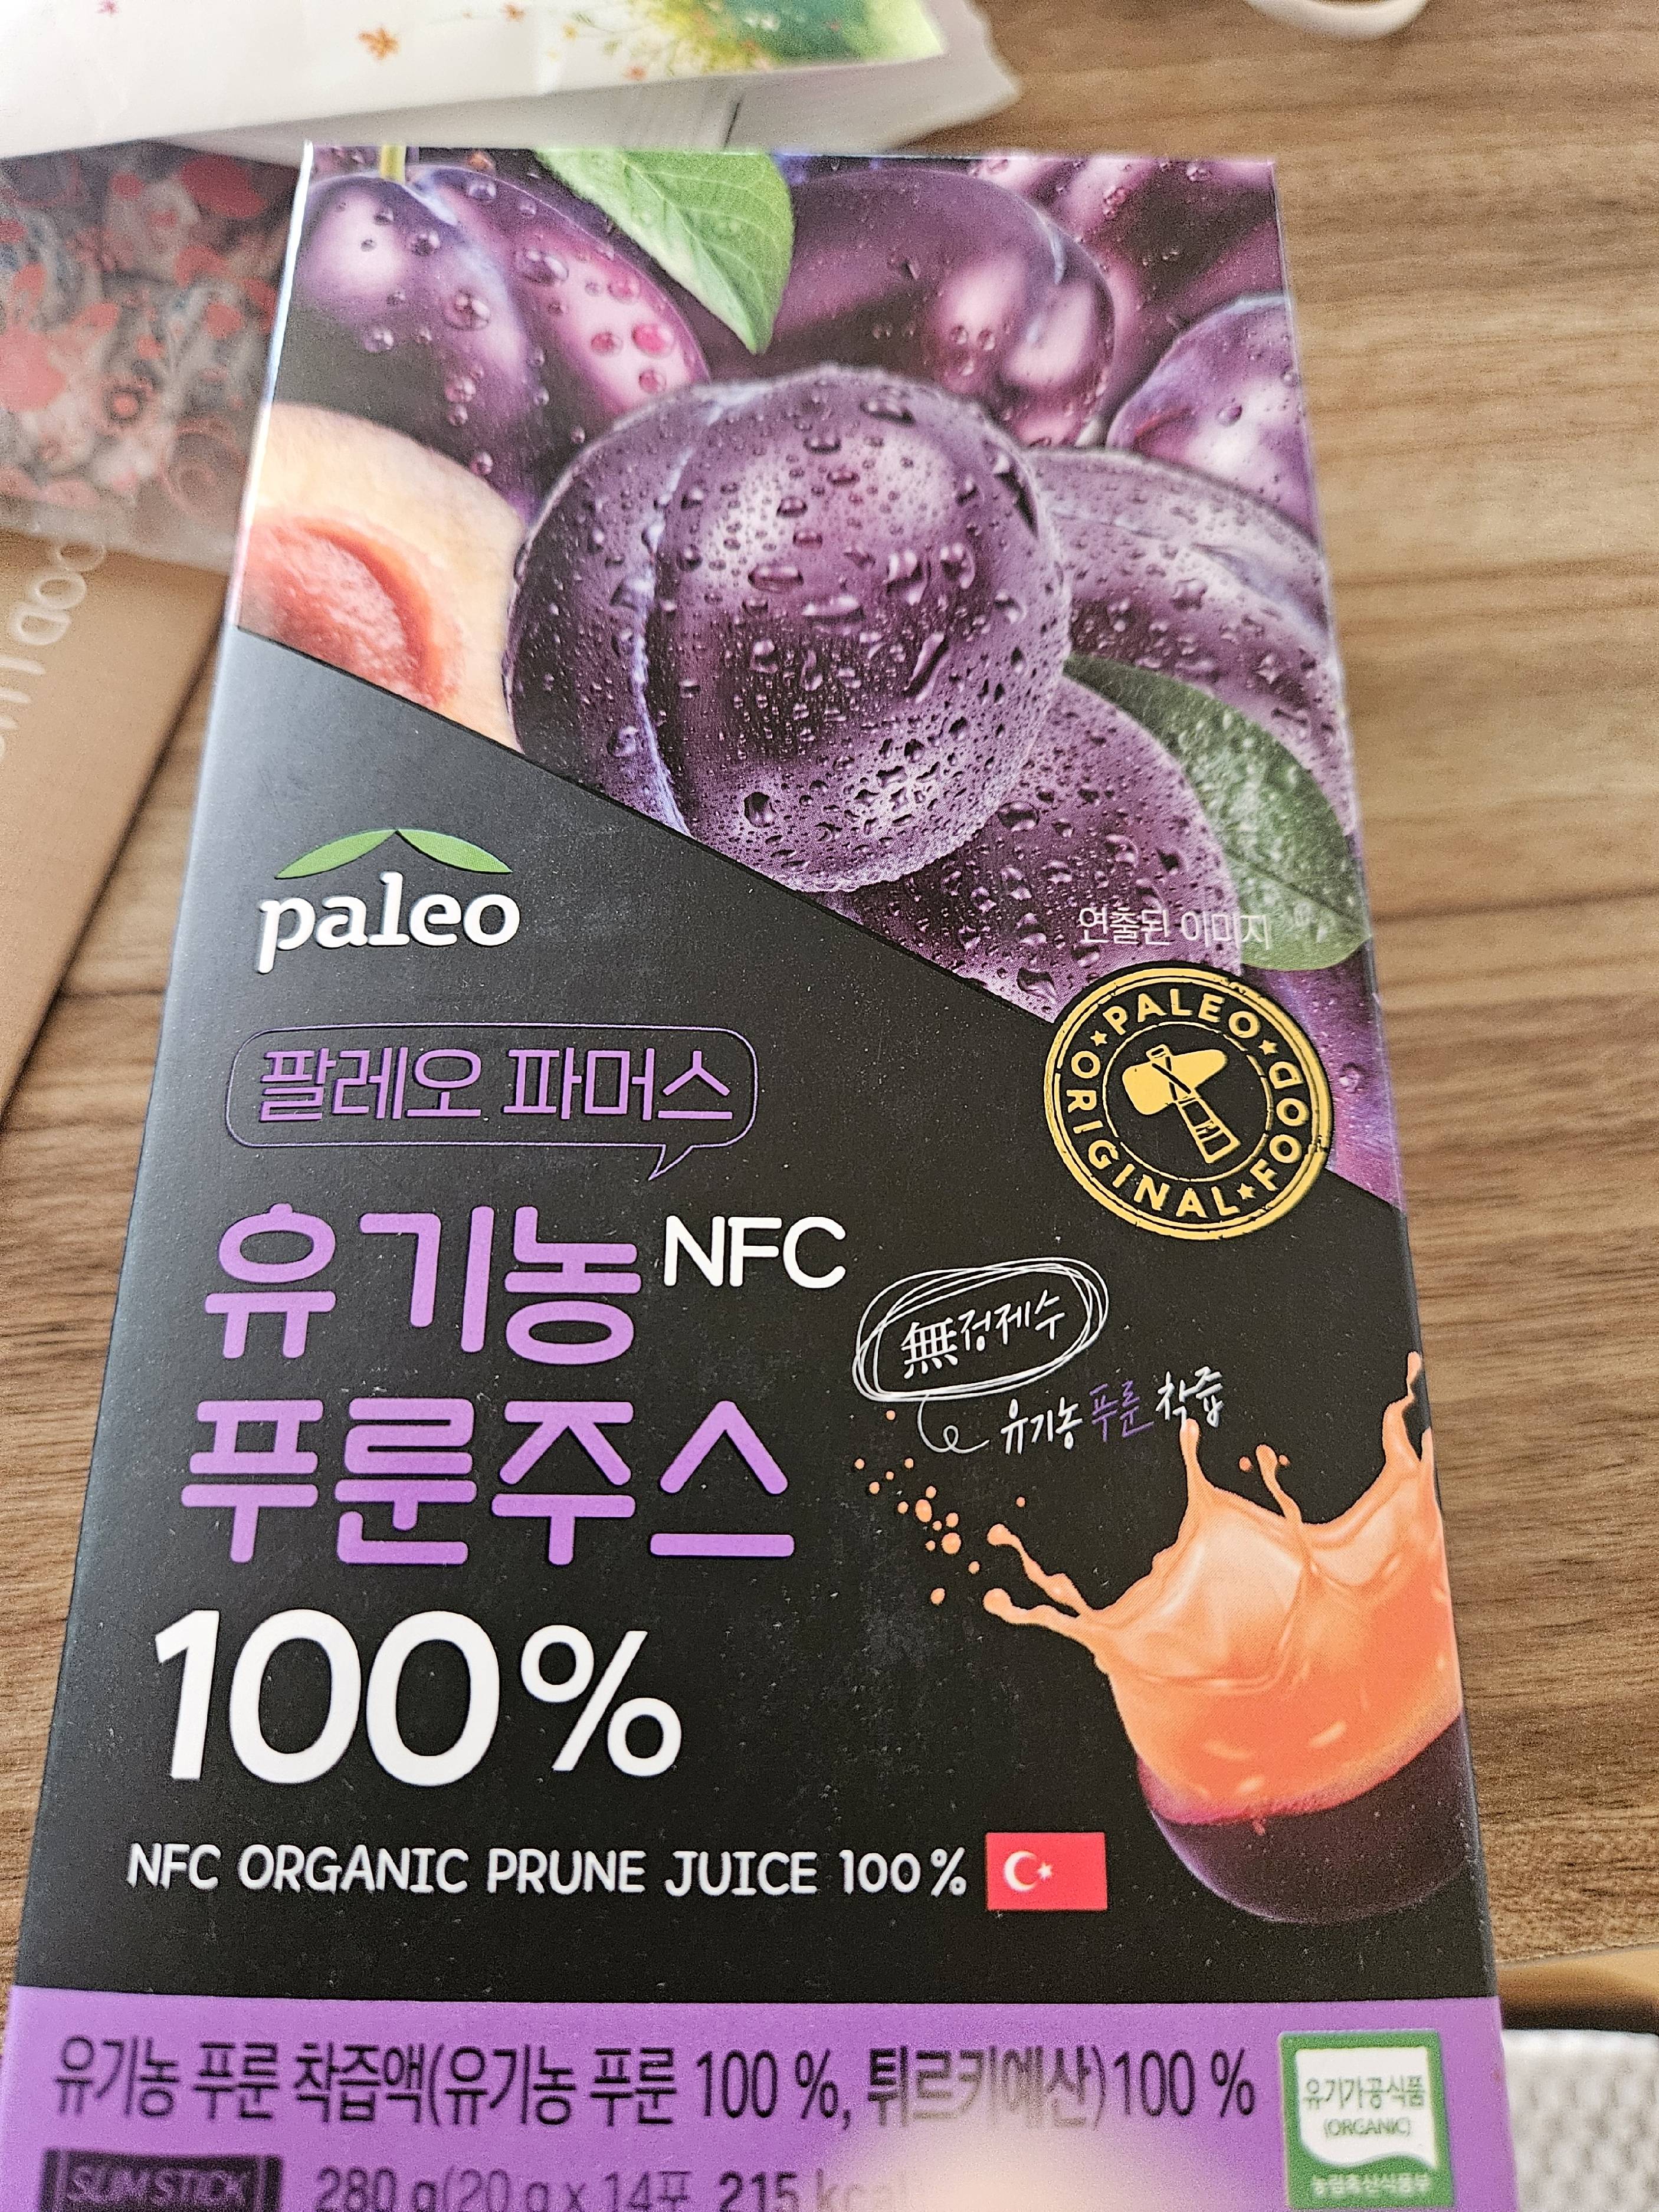 paleo
연출된 이미지
PALEO FOOD ORIGINAL
팔레오 파머스
유기농 NFC
無정제수
유기농 푸룬 착즙
푸룬주스
100%
NFC ORGANIC PRUNE JUICE 100%
유기농 푸룬 착즙액(유기농 푸룬 100 %, 튀르키예산)100 %
유기가공식품
(ORGANIC)
농림축산식품부
SLIM STICK
280 g(20 g x 14포 215 kcal